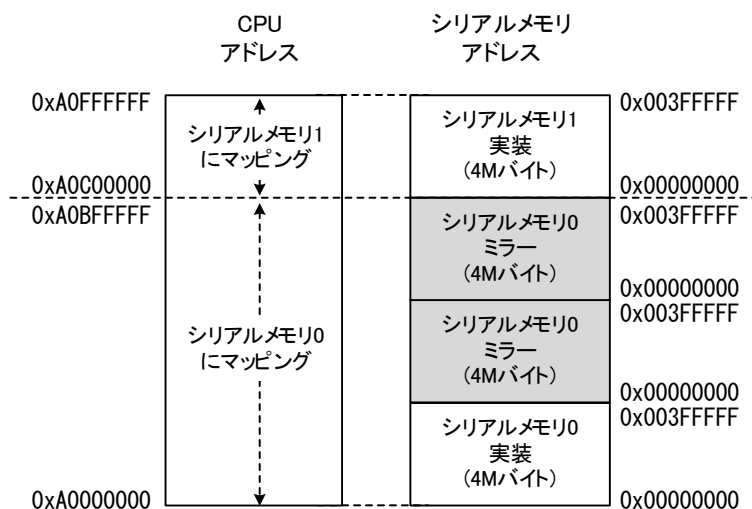 CPU
アドレス
シリアルメモリ
アドレス
0xA0FFFFFF
シリアルメモリ1
にマッピング
0xA0C00000
0xA0BFFFFF
シリアルメモリ0
にマッピング
0xA0000000
シリアルメモリ1
実装
(4Mバイト)
0x003FFFFF
0x00000000
シリアルメモリ0
ミラー
(4Mバイト)
0x003FFFFF
0x00000000
シリアルメモリ0
ミラー
(4Mバイト)
0x003FFFFF
0x00000000
シリアルメモリ0
実装
(4Mバイト)
0x003FFFFF
0x00000000